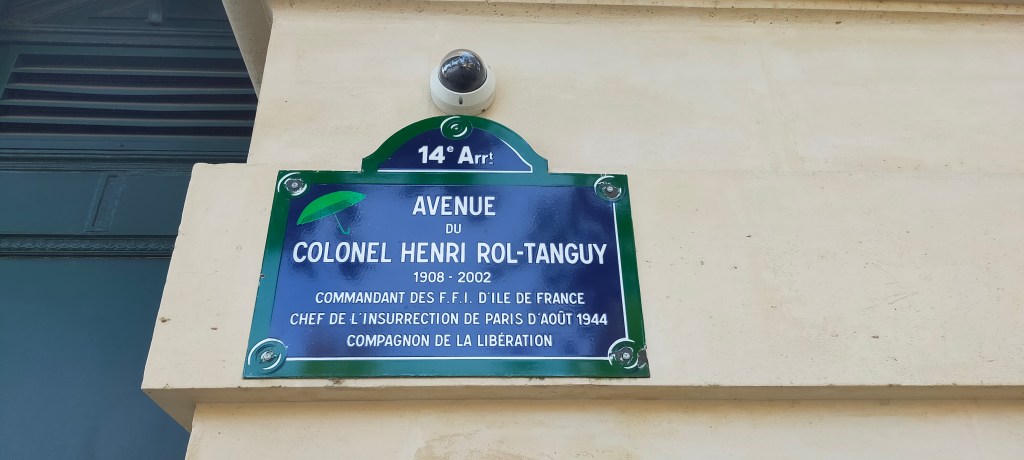 14e Arrt
AVENUE
DU
COLONEL HENRI ROL-TANGUY
1908 - 2002
COMMANDANT DES F.F.I. D'ILE DE FRANCE
CHEF DE L'INSURRECTION DE PARIS D'AOÛT 1944
COMPAGNON DE LA LIBÉRATION